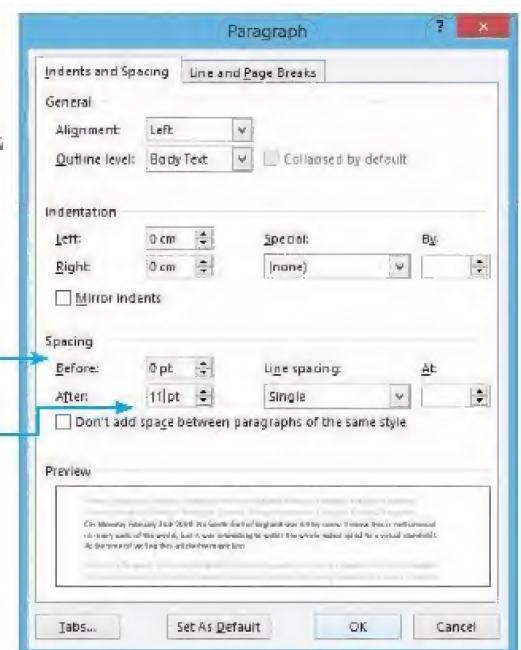 Paragraph ? ×
Indents and Spacing Line and Page Breaks
General
Alignment: Left
Outline level: Body Text Collapsed by default
Indentation
Left: 0 cm Special: By:
Right: 0 cm (none)
Mirror indents
Spacing
Before: 0 pt Line spacing: At:
After: 11 pt Single
Don't add space between paragraphs of the same style
Preview
Tabs... Set As Default OK Cancel